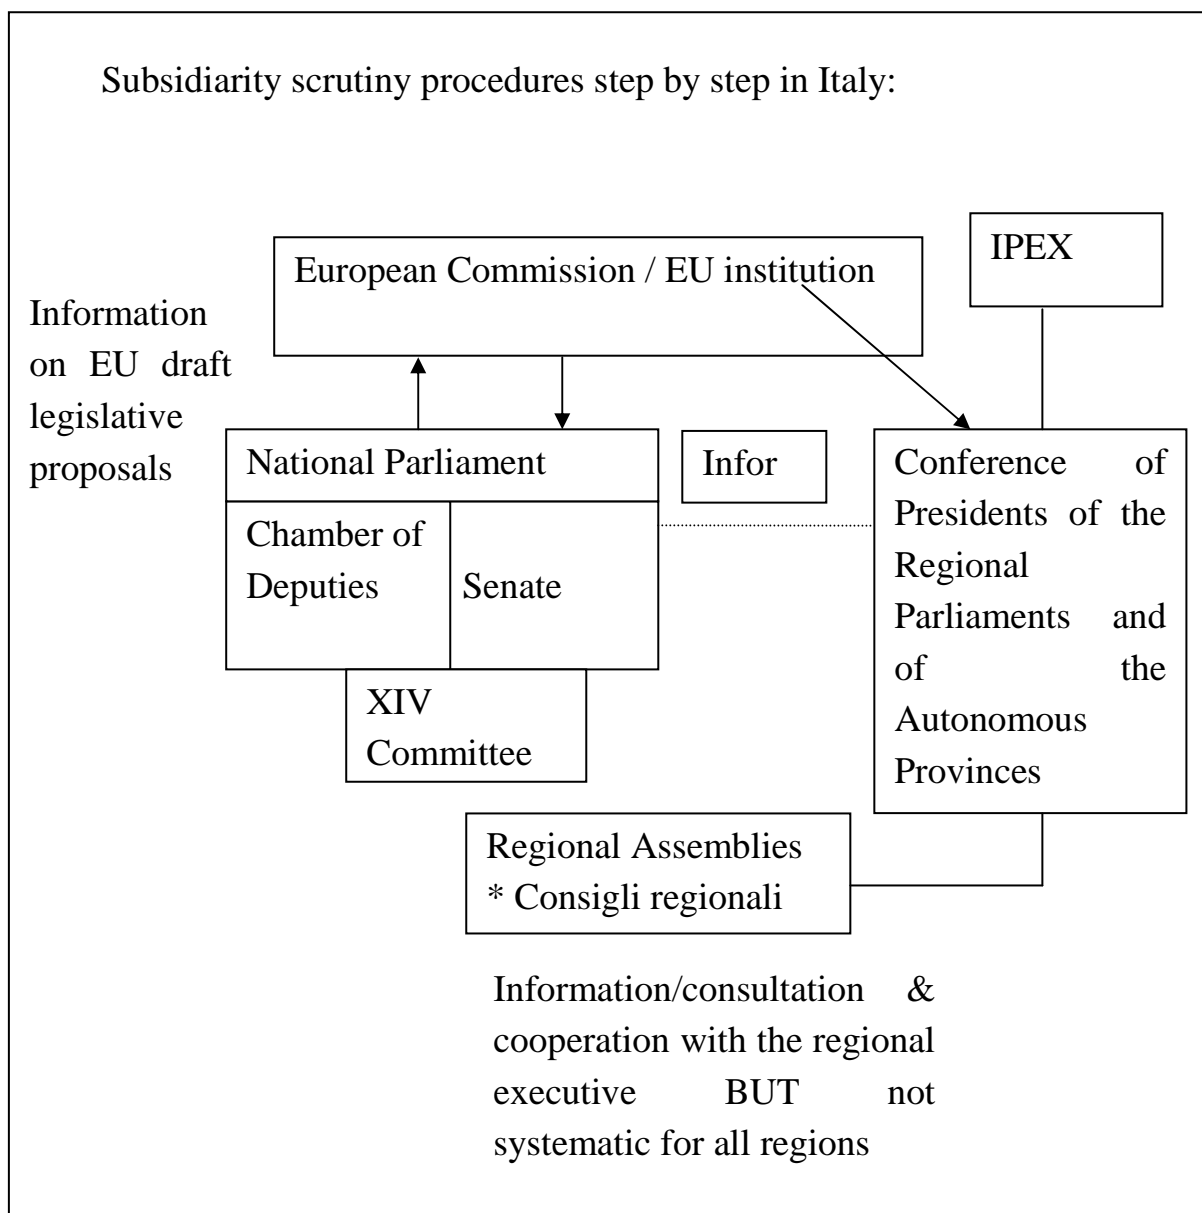 Subsidiarity scrutiny procedures step by step in Italy:
IPEX
European Commission / EU institution
Information
on EU draft
legislative
proposals
National Parliament
Infor
Conference of
Presidents of the
Regional
Parliaments and
of the
Autonomous
Provinces
Chamber of
Deputies
Senate
XIV
Committee
Regional Assemblies
* Consigli regionali
Information/consultation &
cooperation with the regional
executive BUT not
systematic for all regions